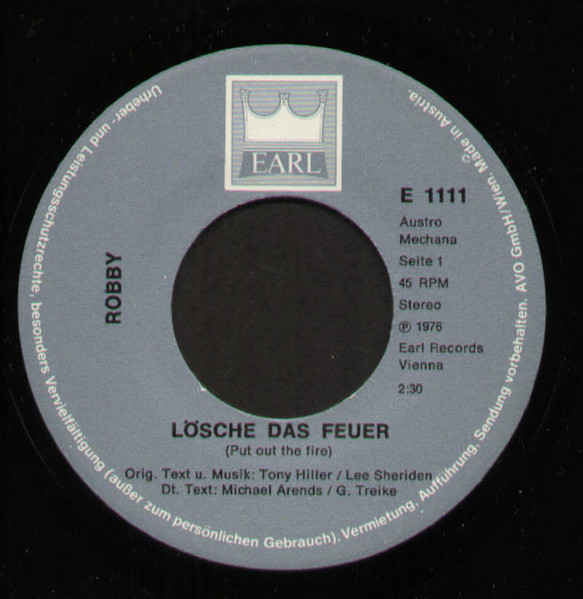 EARL
E 1111
Austro
Mechana
Seite 1
45 RPM
Stereo
℗ 1976
Earl Records
Vienna
2:30
ROBBY
LÖSCHE DAS FEUER
(Put out the fire)
Orig. Text u. Musik: Tony Hiller / Lee Sheriden
Dt. Text: Michael Arends / G. Treike
Urheber- und Leistungsschutzrechte, besonders Vervielfältigung (außer zum persönlichen Gebrauch), Vermietung, Aufführung, Sendung vorbehalten. AVO GmbH/Wien. Made in Austria. ©